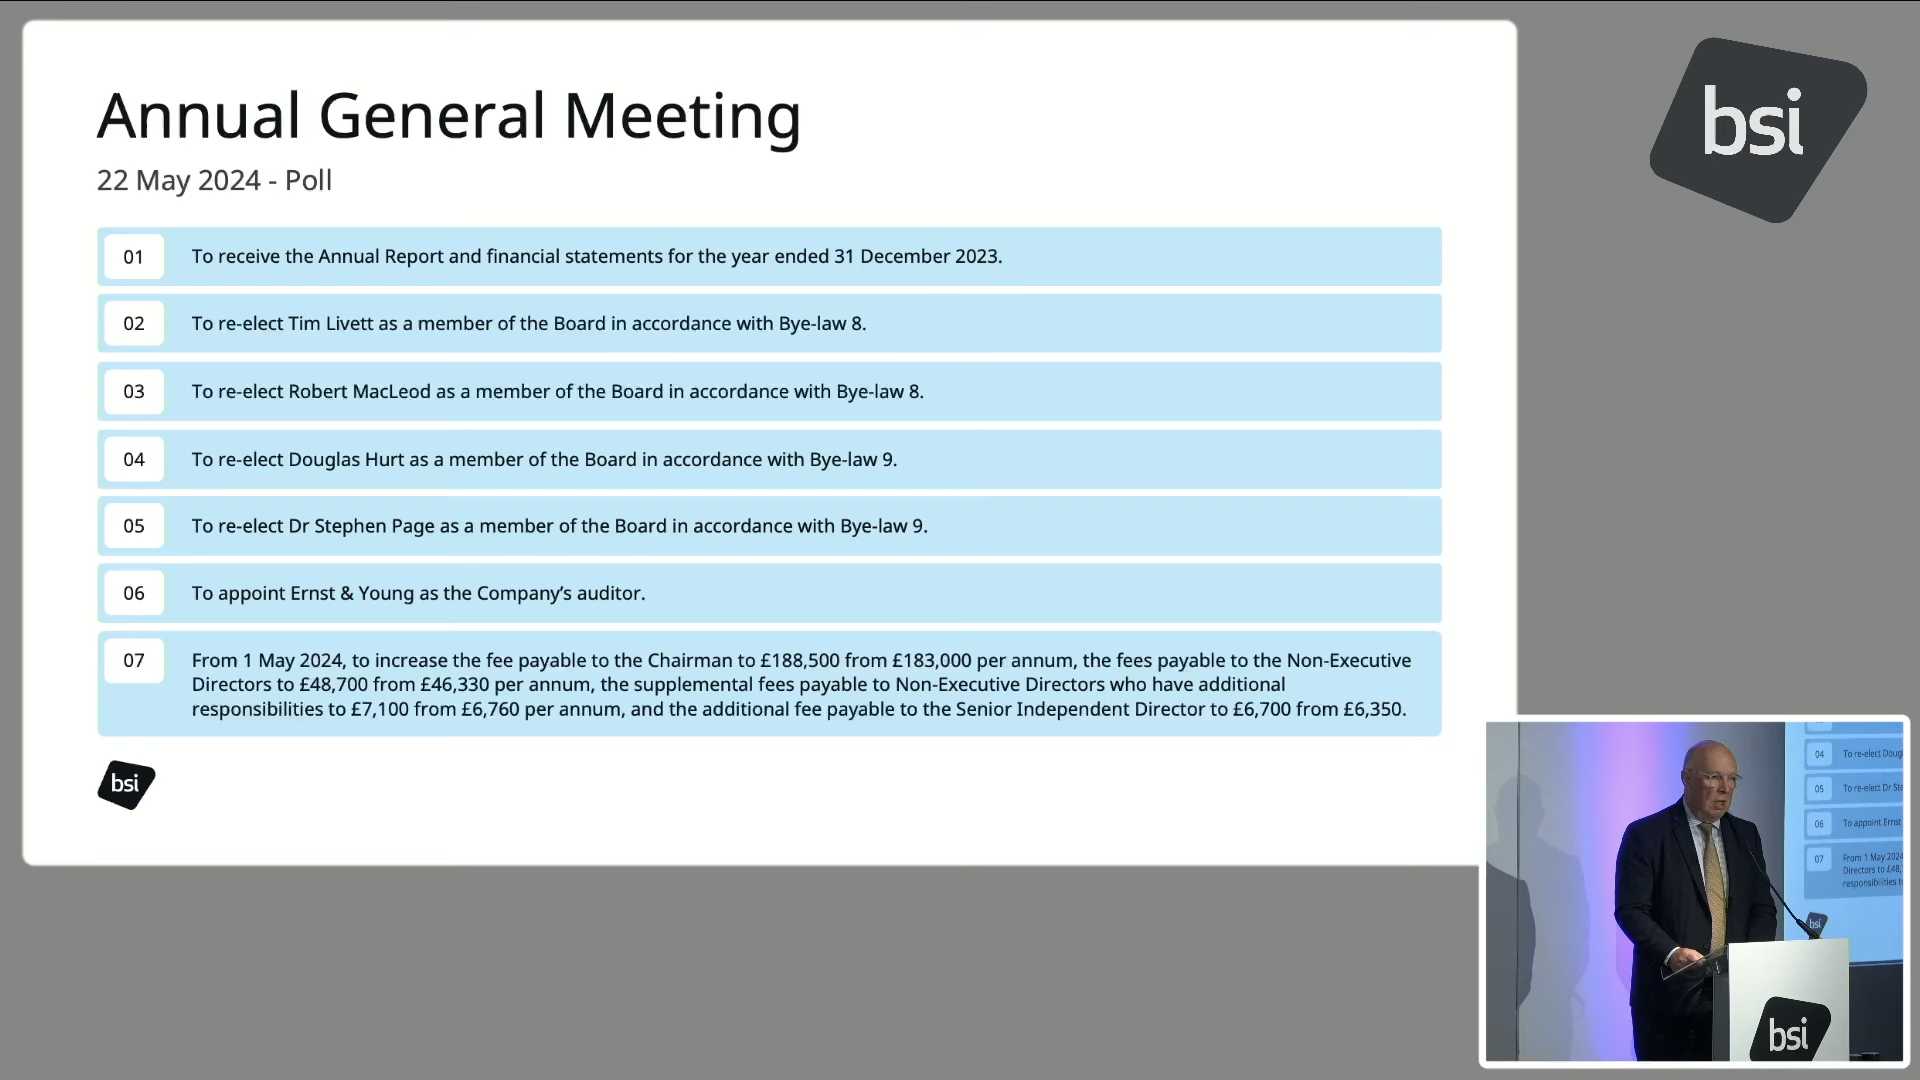 Annual General Meeting
22 May 2024 - Poll
01 To receive the Annual Report and financial statements for the year ended 31 December 2023.
02 To re-elect Tim Livett as a member of the Board in accordance with Bye-law 8.
03 To re-elect Robert MacLeod as a member of the Board in accordance with Bye-law 8.
04 To re-elect Douglas Hurt as a member of the Board in accordance with Bye-law 9.
05 To re-elect Dr Stephen Page as a member of the Board in accordance with Bye-law 9.
06 To appoint Ernst & Young as the Company’s auditor.
07 From 1 May 2024, to increase the fee payable to the Chairman to £188,500 from £183,000 per annum, the fees payable to the Non-Executive
Directors to £48,700 from £46,330 per annum, the supplemental fees payable to Non-Executive Directors who have additional
responsibilities to £7,100 from £6,760 per annum, and the additional fee payable to the Senior Independent Director to £6,700 from £6,350.
bsi
bsi
04 To re-elect Doug
05 To re-elect Dr Ste
06 To appoint Ernst
07 From 1 May 2024
Directors to £48,
responsibilities t
bsi
bsi